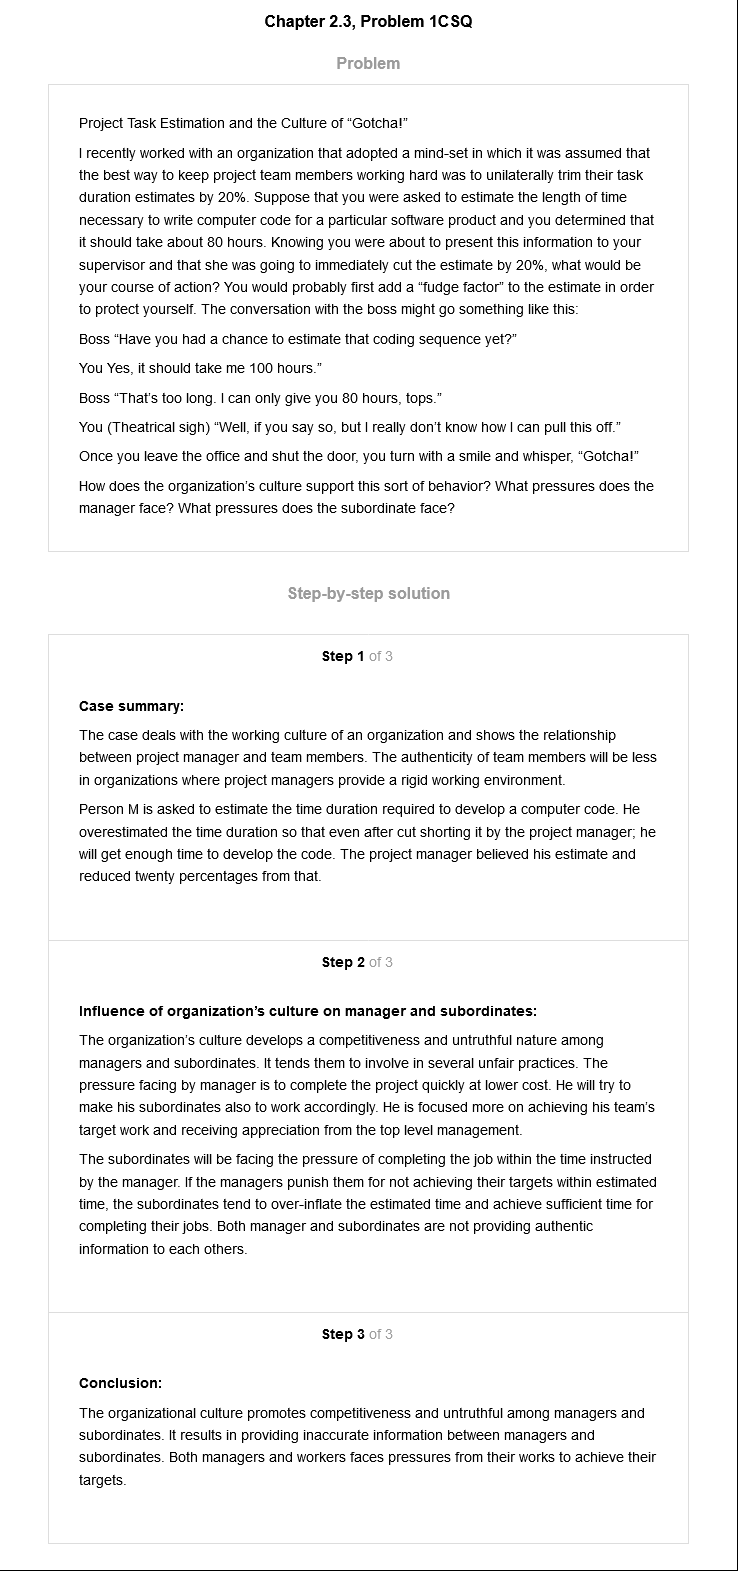 Chapter 2.3, Problem 1CSQ
Problem
Project Task Estimation and the Culture of “Gotcha!”
I recently worked with an organization that adopted a mind-set in which it was assumed that
the best way to keep project team members working hard was to unilaterally trim their task
duration estimates by 20%. Suppose that you were asked to estimate the length of time
necessary to write computer code for a particular software product and you determined that
it should take about 80 hours. Knowing you were about to present this information to your
supervisor and that she was going to immediately cut the estimate by 20%, what would be
your course of action? You would probably first add a “fudge factor” to the estimate in order
to protect yourself. The conversation with the boss might go something like this:
Boss “Have you had a chance to estimate that coding sequence yet?”
You Yes, it should take me 100 hours.”
Boss “That’s too long. I can only give you 80 hours, tops.”
You (Theatrical sigh) “Well, if you say so, but I really don’t know how I can pull this off.”
Once you leave the office and shut the door, you turn with a smile and whisper, “Gotcha!”
How does the organization’s culture support this sort of behavior? What pressures does the
manager face? What pressures does the subordinate face?
Step-by-step solution
Step 1 of 3
Case summary:
The case deals with the working culture of an organization and shows the relationship
between project manager and team members. The authenticity of team members will be less
in organizations where project managers provide a rigid working environment.
Person M is asked to estimate the time duration required to develop a computer code. He
overestimated the time duration so that even after cut shorting it by the project manager; he
will get enough time to develop the code. The project manager believed his estimate and
reduced twenty percentages from that.
Step 2 of 3
Influence of organization’s culture on manager and subordinates:
The organization’s culture develops a competitiveness and untruthful nature among
managers and subordinates. It tends them to involve in several unfair practices. The
pressure facing by manager is to complete the project quickly at lower cost. He will try to
make his subordinates also to work accordingly. He is focused more on achieving his team’s
target work and receiving appreciation from the top level management.
The subordinates will be facing the pressure of completing the job within the time instructed
by the manager. If the managers punish them for not achieving their targets within estimated
time, the subordinates tend to over-inflate the estimated time and achieve sufficient time for
completing their jobs. Both manager and subordinates are not providing authentic
information to each others.
Step 3 of 3
Conclusion:
The organizational culture promotes competitiveness and untruthful among managers and
subordinates. It results in providing inaccurate information between managers and
subordinates. Both managers and workers faces pressures from their works to achieve their
targets.